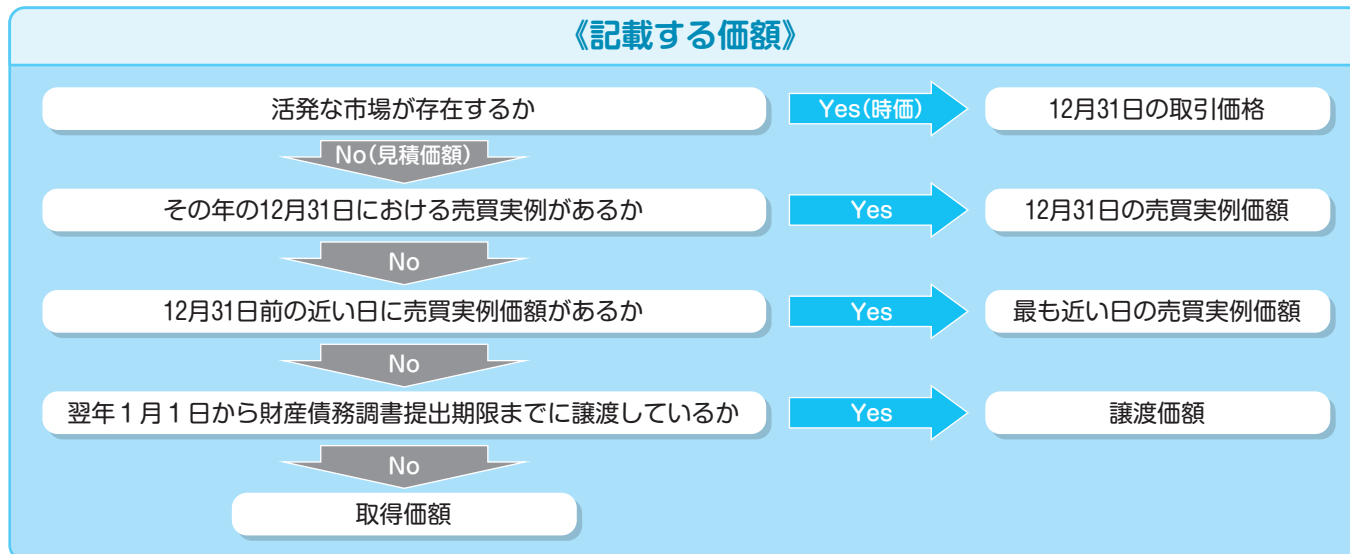 《記載する価額》
活発な市場が存在するか
Yes(時価)
12月31日の取引価格
No(見積価額)
その年の12月31日における売買実例があるか
Yes
12月31日の売買実例価額
No
12月31日前の近い日に売買実例価額があるか
Yes
最も近い日の売買実例価額
No
翌年1月1日から財産債務調書提出期限までに譲渡しているか
Yes
譲渡価額
No
取得価額